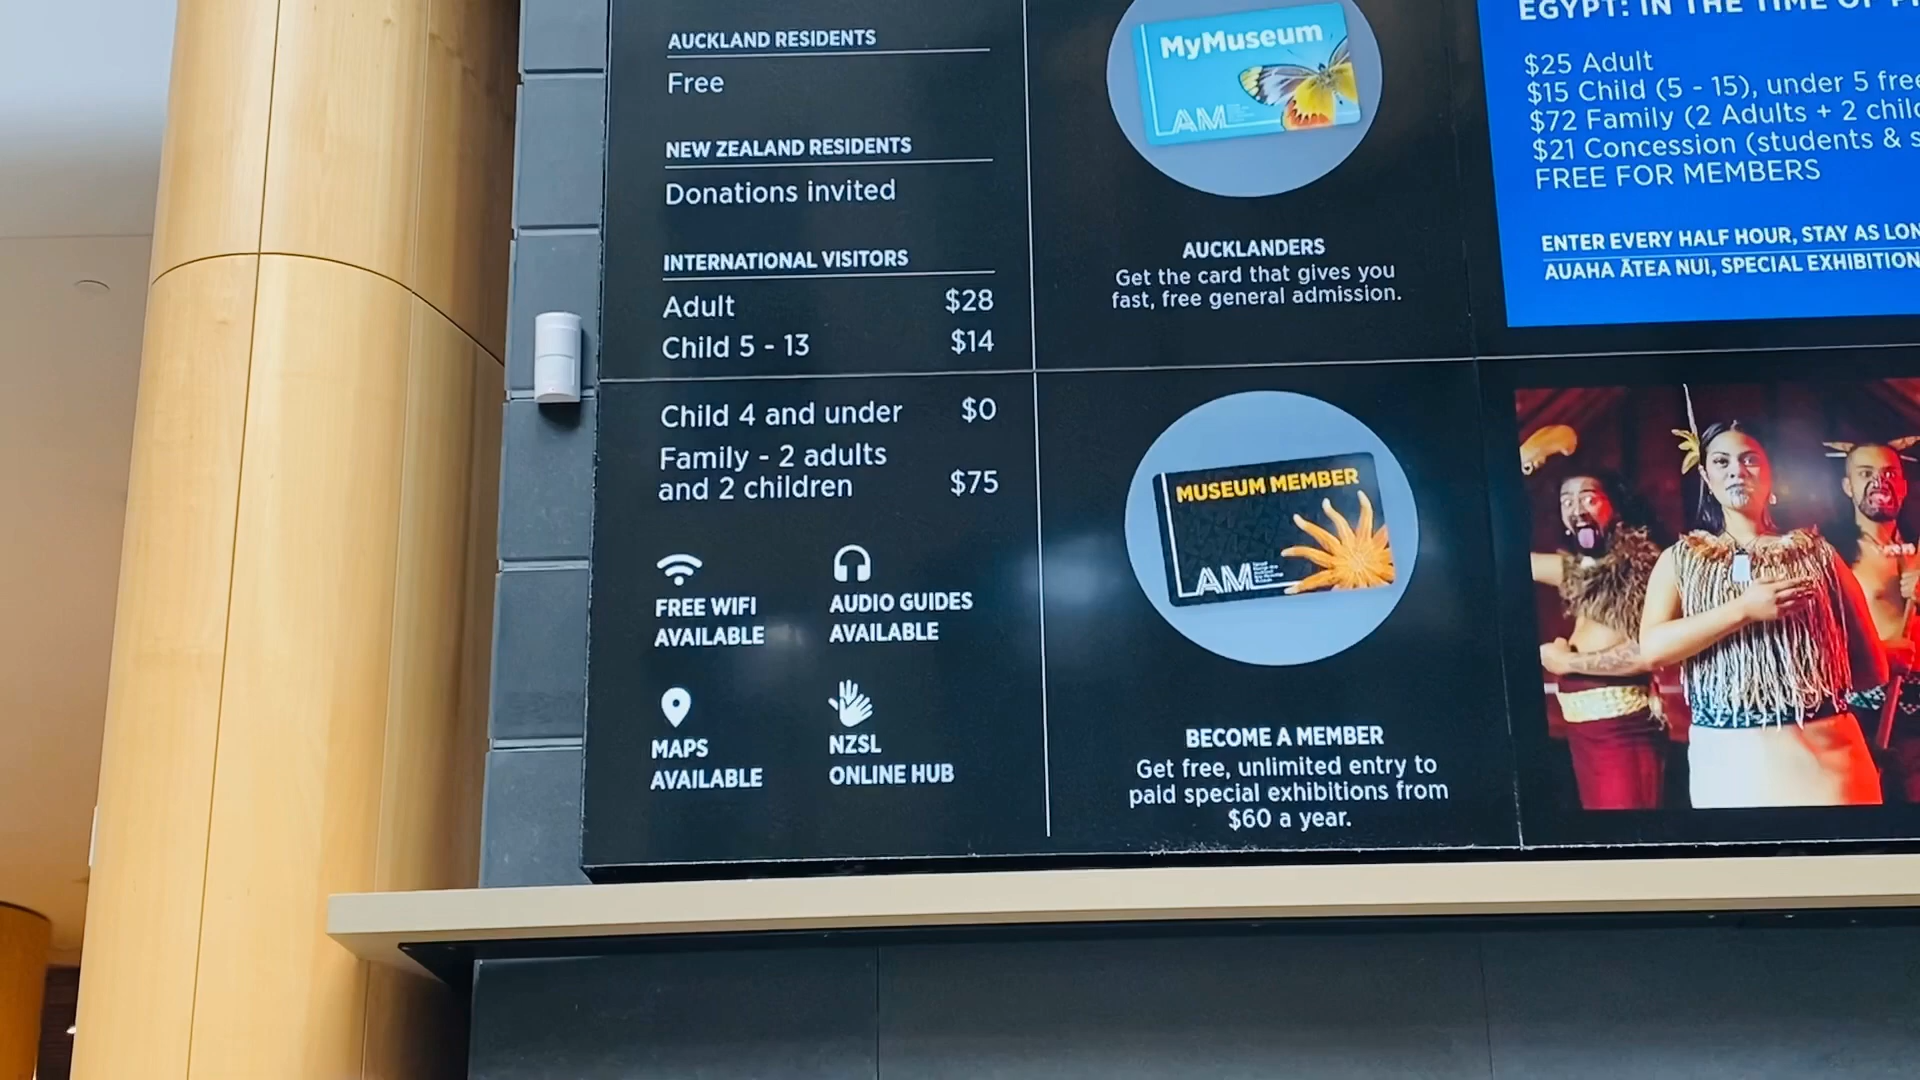 AUCKLAND RESIDENTS
Free
NEW ZEALAND RESIDENTS
Donations invited
INTERNATIONAL VISITORS
Adult $28
Child 5 - 13 $14
Child 4 and under $0
Family - 2 adults
and 2 children $75
FREE WIFI
AVAILABLE
AUDIO GUIDES
AVAILABLE
MAPS
AVAILABLE
NZSL
ONLINE HUB
MyMuseum
AM
AUCKLANDERS
Get the card that gives you
fast, free general admission.
MUSEUM MEMBER
AM
BECOME A MEMBER
Get free, unlimited entry to
paid special exhibitions from
$60 a year.
EGYPT: IN THE TIME OF
$25 Adult
$15 Child (5 - 15), under 5 free
$72 Family (2 Adults + 2
$21 Concession (students &
FREE FOR MEMBERS
ENTER EVERY HALF HOUR, STAY AS
AUAHA ĀTEA NUI, SPECIAL EXHIBITION